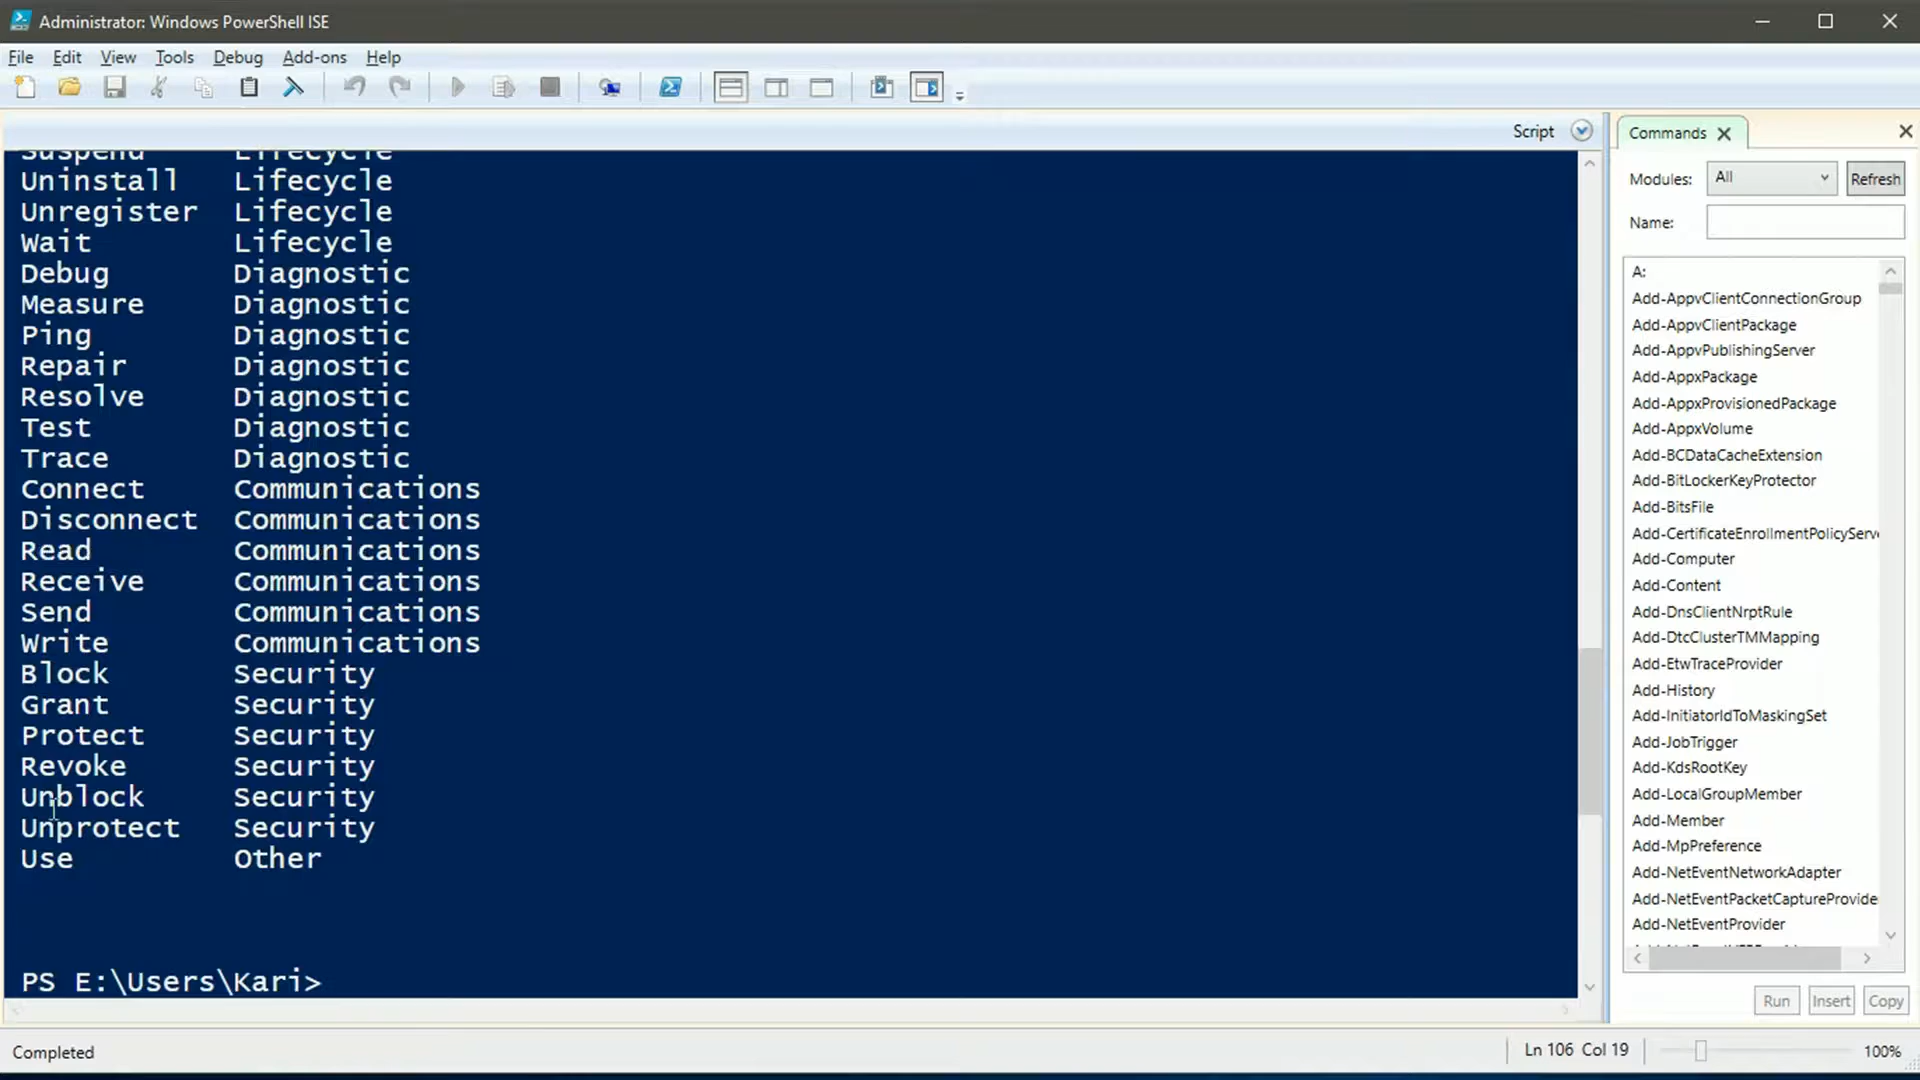 Administrator: Windows PowerShell ISE
File Edit View Tools Debug Add-ons Help
Script
Suspend Lifecycle
Uninstall Lifecycle
Unregister Lifecycle
Wait Lifecycle
Debug Diagnostic
Measure Diagnostic
Ping Diagnostic
Repair Diagnostic
Resolve Diagnostic
Test Diagnostic
Trace Diagnostic
Connect Communications
Disconnect Communications
Read Communications
Receive Communications
Send Communications
Write Communications
Block Security
Grant Security
Protect Security
Revoke Security
Unblock Security
Unprotect Security
Use Other
PS E:\Users\Kari>
Commands
Modules: All Refresh
Name:
A:
Add-AppvClientConnectionGroup
Add-AppvClientPackage
Add-AppvPublishingServer
Add-AppxPackage
Add-AppxProvisionedPackage
Add-AppxVolume
Add-BCDataCacheExtension
Add-BitLockerKeyProtector
Add-BitsFile
Add-CertificateEnrollmentPolicyServe
Add-Computer
Add-Content
Add-DnsClientNrptRule
Add-DtcClusterTMMapping
Add-EtwTraceProvider
Add-History
Add-InitiatorIdToMaskingSet
Add-JobTrigger
Add-KdsRootKey
Add-LocalGroupMember
Add-Member
Add-MpPreference
Add-NetEventNetworkAdapter
Add-NetEventPacketCaptureProvide
Add-NetEventProvider
Run Insert Copy
Completed
Ln 106 Col 19
100%